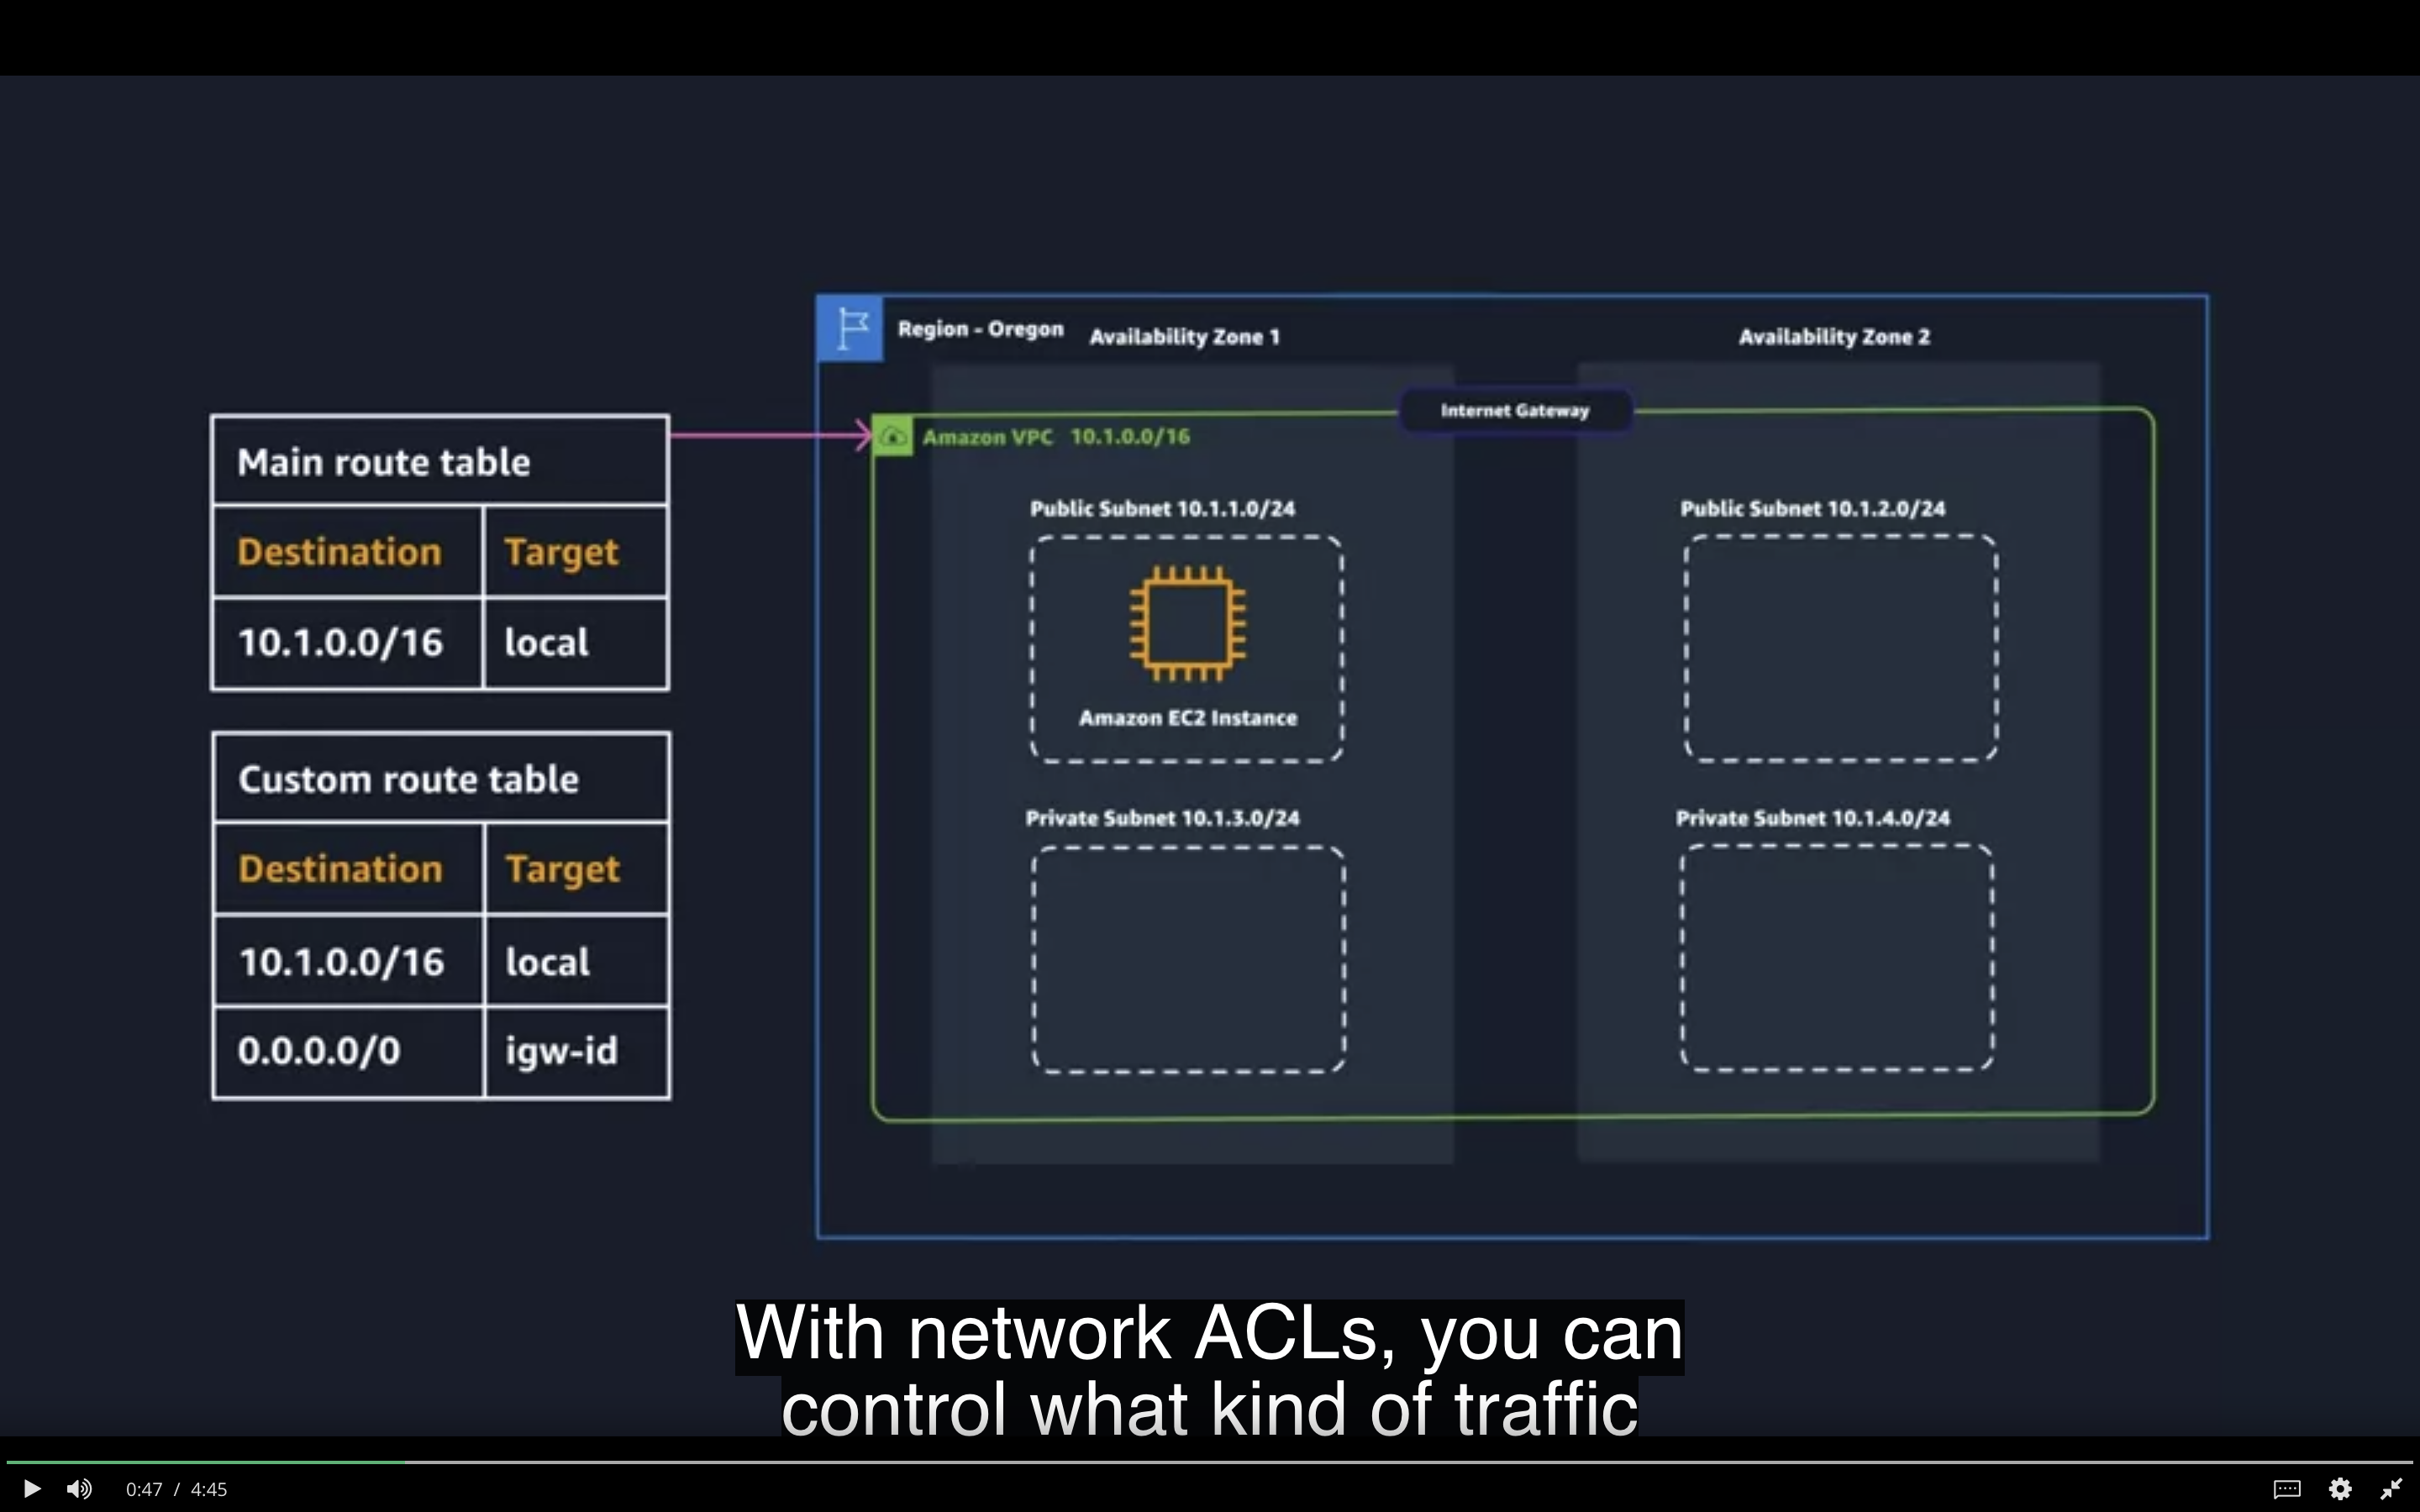 Main route table
Destination Target
10.1.0.0/16 local
Custom route table
Destination Target
10.1.0.0/16 local
0.0.0.0/0 igw-id
Region - Oregon
Availability Zone 1
Availability Zone 2
Internet Gateway
Amazon VPC 10.1.0.0/16
Public Subnet 10.1.1.0/24
Amazon EC2 Instance
Public Subnet 10.1.2.0/24
Private Subnet 10.1.3.0/24
Private Subnet 10.1.4.0/24
With network ACLs, you can
control what kind of traffic
0:47 / 4:45